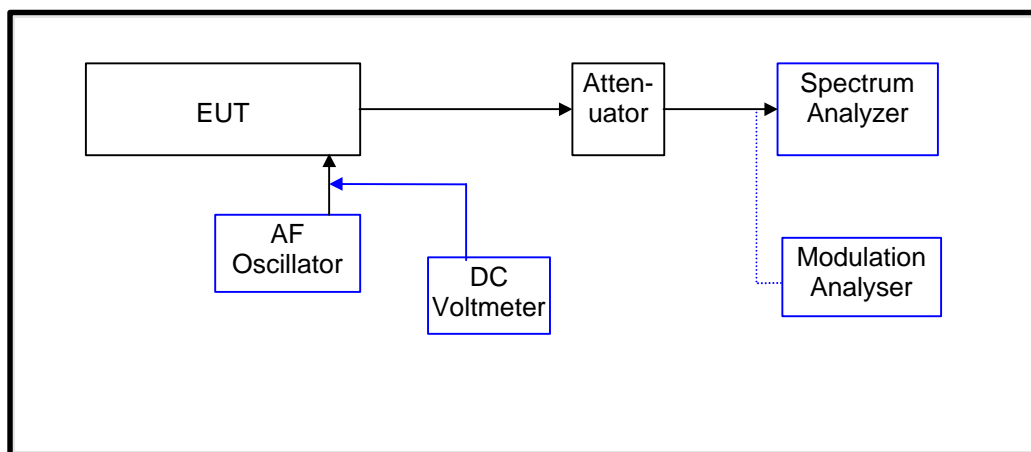 EUT
Atten-
uator
Spectrum
Analyzer
AF
Oscillator
DC
Voltmeter
Modulation
Analyser